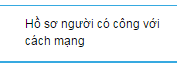 Hồ sơ người có công với
cách mạng